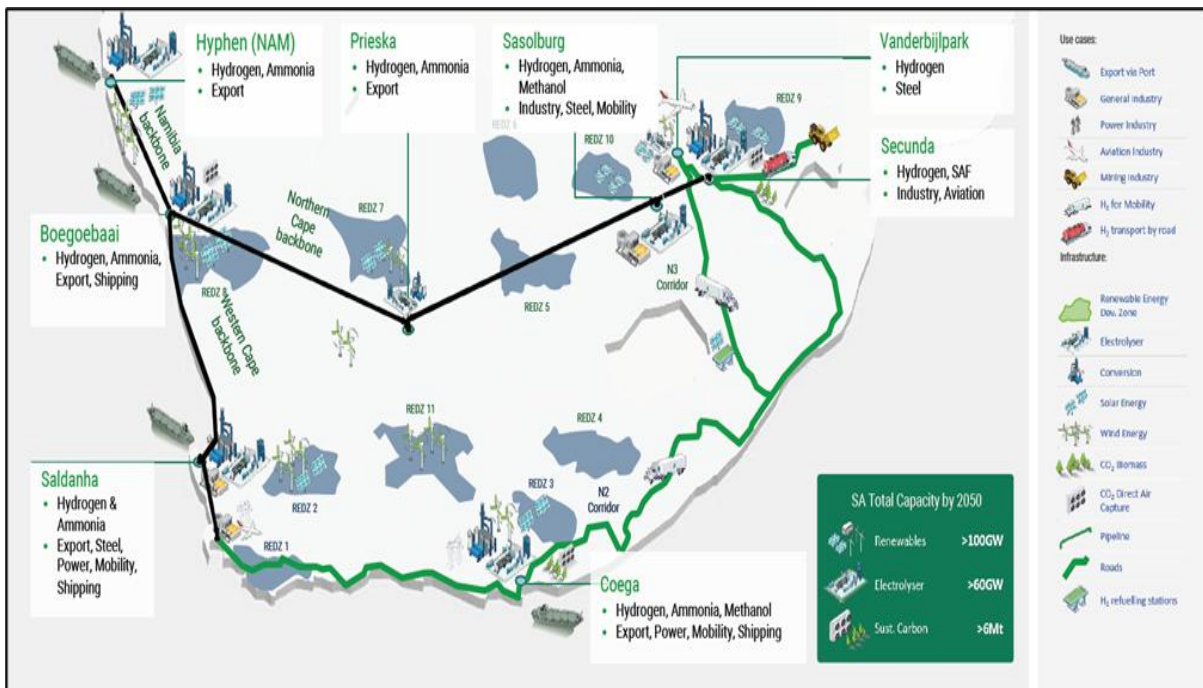 Hyphen (NAM)
• Hydrogen, Ammonia
• Export
Prieska
• Hydrogen, Ammonia
• Export
Sasolburg
• Hydrogen, Ammonia,
Methanol
• Industry, Steel, Mobility
Vanderbijlpark
• Hydrogen
• Steel
Secunda
• Hydrogen, SAF
• Industry, Aviation
Boegoebaai
• Hydrogen, Ammonia,
Export, Shipping
Saldanha
• Hydrogen &
Ammonia
• Export, Steel,
Power, Mobility,
Shipping
Coega
• Hydrogen, Ammonia, Methanol
• Export, Power, Mobility, Shipping
Namibia
backbone
Northern
Cape
backbone
Western Cape
backbone
REDZ 9
REDZ 10
REDZ 7
REDZ 5
REDZ 11
REDZ 4
REDZ 2
REDZ 3
REDZ 1
N3
Corridor
N2
Corridor
SA Total Capacity by 2050
Renewables >100GW
Electrolyser >60GW
Sust. Carbon >6Mt
Use cases:
Export via Port
General Industry
Power Industry
Aviation Industry
Mining Industry
H₂ for Mobility
H₂ transport by road
Infrastructure:
Renewable Energy
Dev. Zone
Electrolyser
Conversion
Solar Energy
Wind Energy
CO₂ Biomass
CO₂ Direct Air
Capture
Pipeline
Roads
H₂ refuelling stations